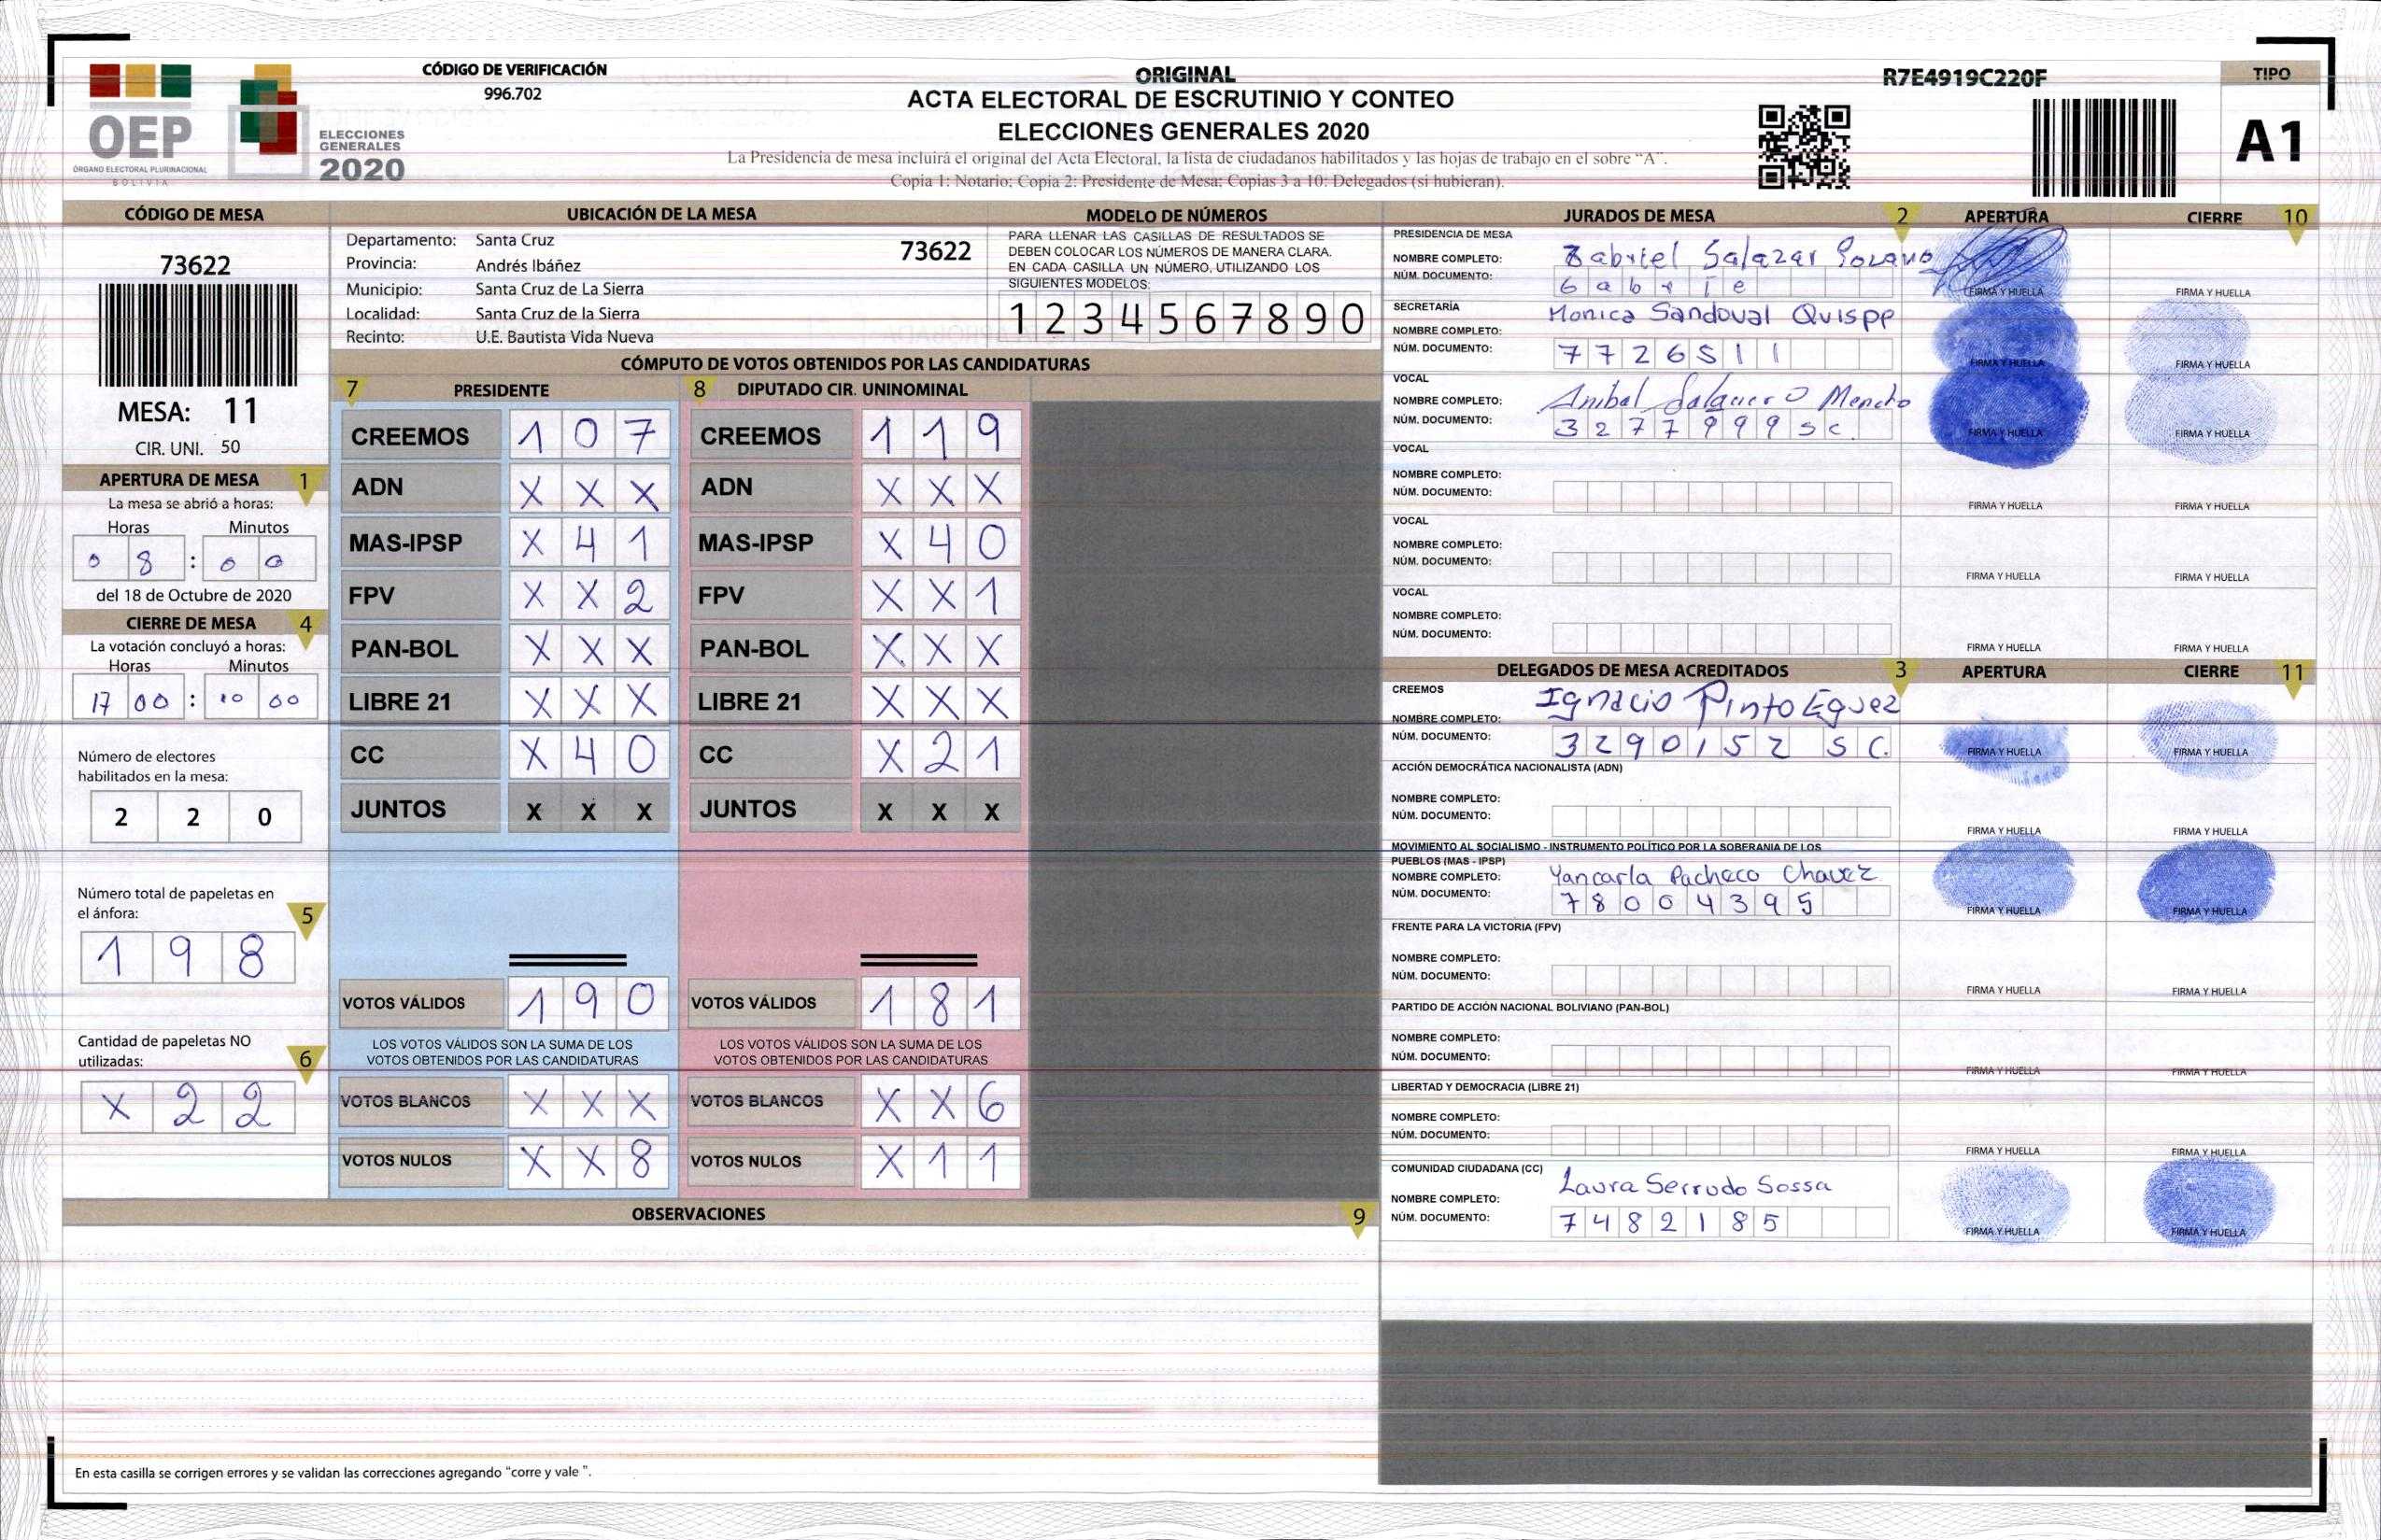 OEP
ÓRGANO ELECTORAL PLURINACIONAL
BOLIVIA
ELECCIONES
GENERALES
2020
CÓDIGO DE VERIFICACIÓN
996.702
ORIGINAL
ACTA ELECTORAL DE ESCRUTINIO Y CONTEO
ELECCIONES GENERALES 2020
La Presidencia de mesa incluirá el original del Acta Electoral, la lista de ciudadanos habilitados y las hojas de trabajo en el sobre “A”.
Copia 1: Notario; Copia 2: Presidente de Mesa; Copias 3 a 10: Delegados (si hubieran).
R7E4919C220F
TIPO
A1
CÓDIGO DE MESA
73622
MESA: 11
CIR. UNI. 50
APERTURA DE MESA 1
La mesa se abrió a horas:
Horas Minutos
0 8 : 0 0
del 18 de Octubre de 2020
CIERRE DE MESA 4
La votación concluyó a horas:
Horas Minutos
17 00 : 10 00
Número de electores
habilitados en la mesa:
2 2 0
Número total de papeletas en
el ánfora: 5
1 9 8
Cantidad de papeletas NO
utilizadas: 6
X 2 2
UBICACIÓN DE LA MESA
Departamento: Santa Cruz 73622
Provincia: Andrés Ibáñez
Municipio: Santa Cruz de La Sierra
Localidad: Santa Cruz de la Sierra
Recinto: U.E. Bautista Vida Nueva
MODELO DE NÚMEROS
PARA LLENAR LAS CASILLAS DE RESULTADOS SE
DEBEN COLOCAR LOS NÚMEROS DE MANERA CLARA.
EN CADA CASILLA UN NÚMERO, UTILIZANDO LOS
SIGUIENTES MODELOS:
1 2 3 4 5 6 7 8 9 0
CÓMPUTO DE VOTOS OBTENIDOS POR LAS CANDIDATURAS
7 PRESIDENTE 8 DIPUTADO CIR. UNINOMINAL
CREEMOS 1 0 7 CREEMOS 1 1 9
ADN X X X ADN X X X
MAS-IPSP X 4 1 MAS-IPSP X 4 0
FPV X X 2 FPV X X 1
PAN-BOL X X X PAN-BOL X X X
LIBRE 21 X X X LIBRE 21 X X X
CC X 4 0 CC X 2 1
JUNTOS X X X JUNTOS X X X
VOTOS VÁLIDOS 1 9 0 VOTOS VÁLIDOS 1 8 1
LOS VOTOS VÁLIDOS SON LA SUMA DE LOS LOS VOTOS VÁLIDOS SON LA SUMA DE LOS
VOTOS OBTENIDOS POR LAS CANDIDATURAS VOTOS OBTENIDOS POR LAS CANDIDATURAS
VOTOS BLANCOS X X X VOTOS BLANCOS X X 6
VOTOS NULOS X X 8 VOTOS NULOS X 1 1
OBSERVACIONES 9
En esta casilla se corrigen errores y se validan las correcciones agregando “corre y vale ”.
JURADOS DE MESA 2 APERTURA CIERRE 10
PRESIDENCIA DE MESA
NOMBRE COMPLETO: Salazar
NÚM. DOCUMENTO: 6 a b r i e
FIRMA Y HUELLA FIRMA Y HUELLA
SECRETARÍA
NOMBRE COMPLETO: Monica Sandoval Quispe
NÚM. DOCUMENTO: 7 7 2 6 5 1 1
FIRMA Y HUELLA FIRMA Y HUELLA
VOCAL
NOMBRE COMPLETO: Anibal
NÚM. DOCUMENTO: 3 2 7 7 9 9 9 S C.
FIRMA Y HUELLA FIRMA Y HUELLA
VOCAL
NOMBRE COMPLETO:
NÚM. DOCUMENTO:
FIRMA Y HUELLA FIRMA Y HUELLA
VOCAL
NOMBRE COMPLETO:
NÚM. DOCUMENTO:
FIRMA Y HUELLA FIRMA Y HUELLA
VOCAL
NOMBRE COMPLETO:
NÚM. DOCUMENTO:
FIRMA Y HUELLA FIRMA Y HUELLA
DELEGADOS DE MESA ACREDITADOS 3 APERTURA CIERRE 11
CREEMOS
NOMBRE COMPLETO: Ignacio Pinto Eguez
NÚM. DOCUMENTO: 3 2 9 0 1 5 2 S C.
FIRMA Y HUELLA FIRMA Y HUELLA
ACCIÓN DEMOCRÁTICA NACIONALISTA (ADN)
NOMBRE COMPLETO:
NÚM. DOCUMENTO:
FIRMA Y HUELLA FIRMA Y HUELLA
MOVIMIENTO AL SOCIALISMO - INSTRUMENTO POLÍTICO POR LA SOBERANIA DE LOS
PUEBLOS (MAS - IPSP)
NOMBRE COMPLETO: Yancarla Pacheco Chavez
NÚM. DOCUMENTO: 7 8 0 0 4 3 9 5
FIRMA Y HUELLA FIRMA Y HUELLA
FRENTE PARA LA VICTORIA (FPV)
NOMBRE COMPLETO:
NÚM. DOCUMENTO:
FIRMA Y HUELLA FIRMA Y HUELLA
PARTIDO DE ACCIÓN NACIONAL BOLIVIANO (PAN-BOL)
NOMBRE COMPLETO:
NÚM. DOCUMENTO:
FIRMA Y HUELLA FIRMA Y HUELLA
LIBERTAD Y DEMOCRACIA (LIBRE 21)
NOMBRE COMPLETO:
NÚM. DOCUMENTO:
FIRMA Y HUELLA FIRMA Y HUELLA
COMUNIDAD CIUDADANA (CC)
NOMBRE COMPLETO: Laura Serrudo Sossa
NÚM. DOCUMENTO: 7 4 8 2 1 8 5
FIRMA Y HUELLA FIRMA Y HUELLA